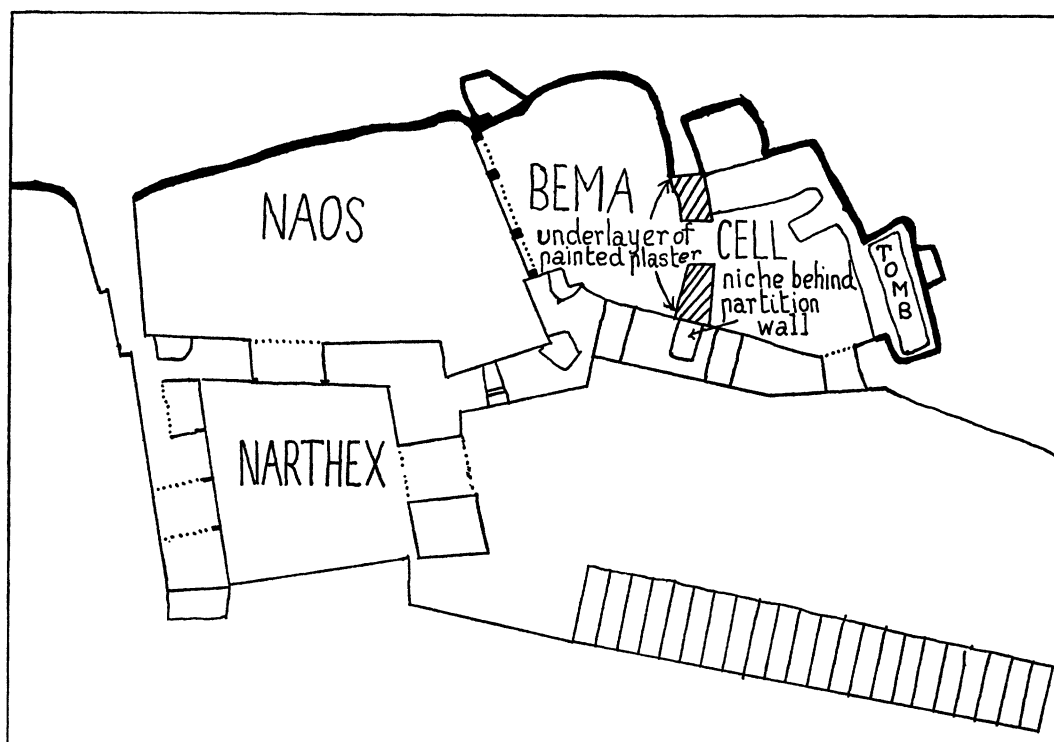 NAOS
BEMA
underlayer of
painted plaster
CELL
niche behind
partition
wall
TOMB
NARTHEX